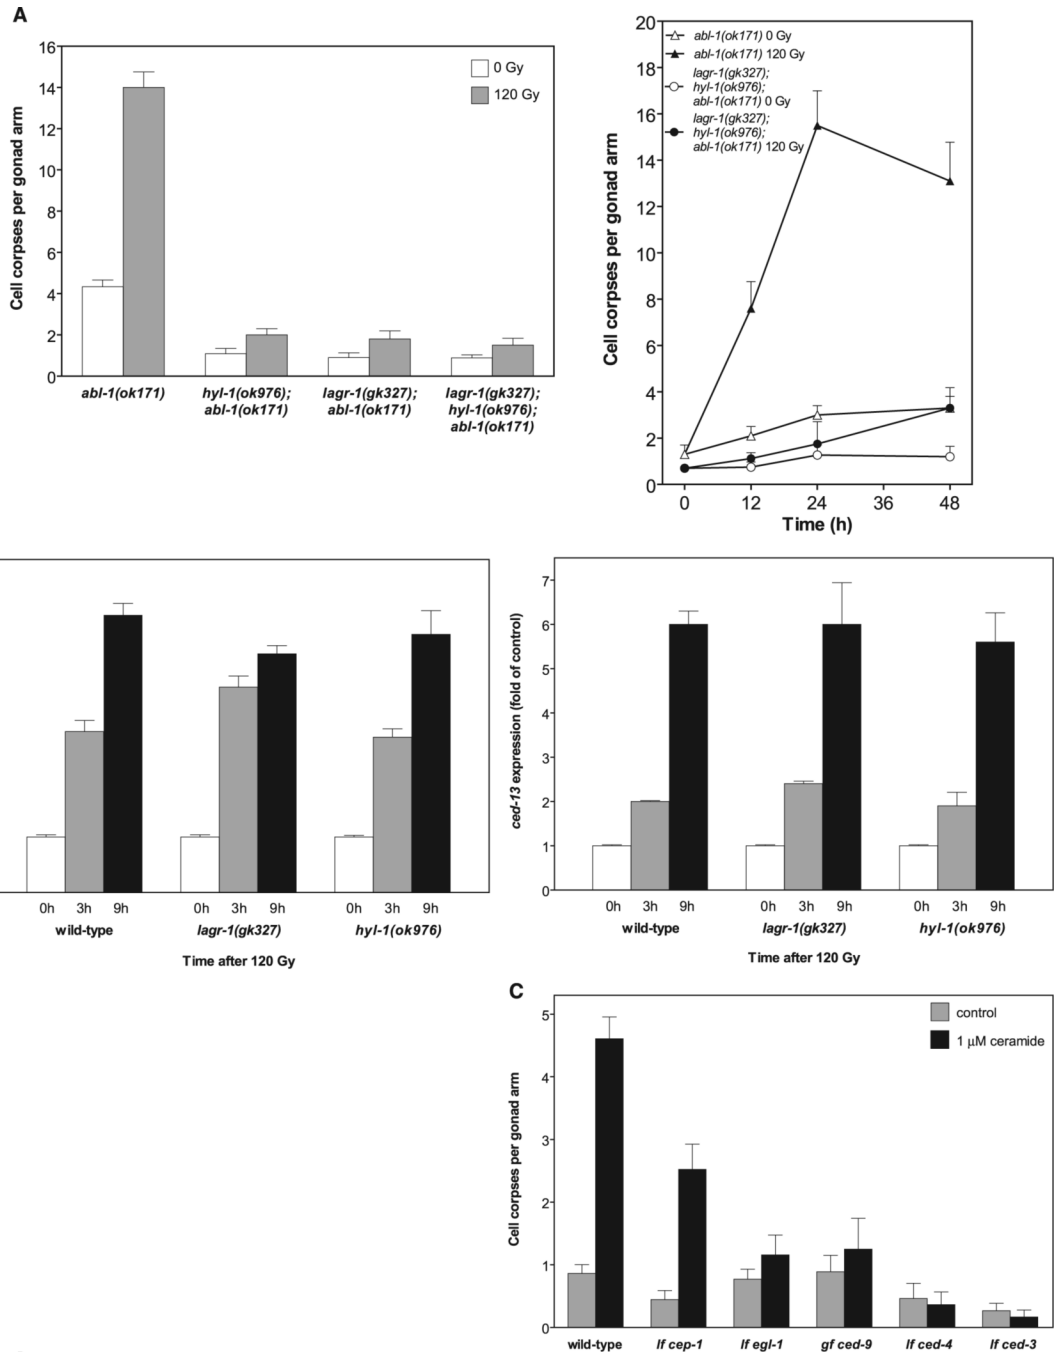 A
16
14
12
10
8
6
4
2
0
Cell corpses per gonad arm
0 Gy
120 Gy
abl-1(ok171)
hyl-1(ok976);
abl-1(ok171)
lagr-1(gk327);
abl-1(ok171)
lagr-1(gk327);
hyl-1(ok976);
abl-1(ok171)
20
18
16
14
12
10
8
6
4
2
0
Cell corpses per gonad arm
abl-1(ok171) 0 Gy
abl-1(ok171) 120 Gy
lagr-1(gk327);
hyl-1(ok976);
abl-1(ok171) 0 Gy
lagr-1(gk327);
hyl-1(ok976);
abl-1(ok171) 120 Gy
0 12 24 36 48
Time (h)
0h 3h 9h 0h 3h 9h 0h 3h 9h
wild-type lagr-1(gk327) hyl-1(ok976)
Time after 120 Gy
7
6
5
4
3
2
1
0
ced-13 expression (fold of control)
0h 3h 9h 0h 3h 9h 0h 3h 9h
wild-type lagr-1(gk327) hyl-1(ok976)
Time after 120 Gy
C
5
4
3
2
1
0
Cell corpses per gonad arm
control
1 μM ceramide
wild-type lf cep-1 lf egl-1 gf ced-9 lf ced-4 lf ced-3